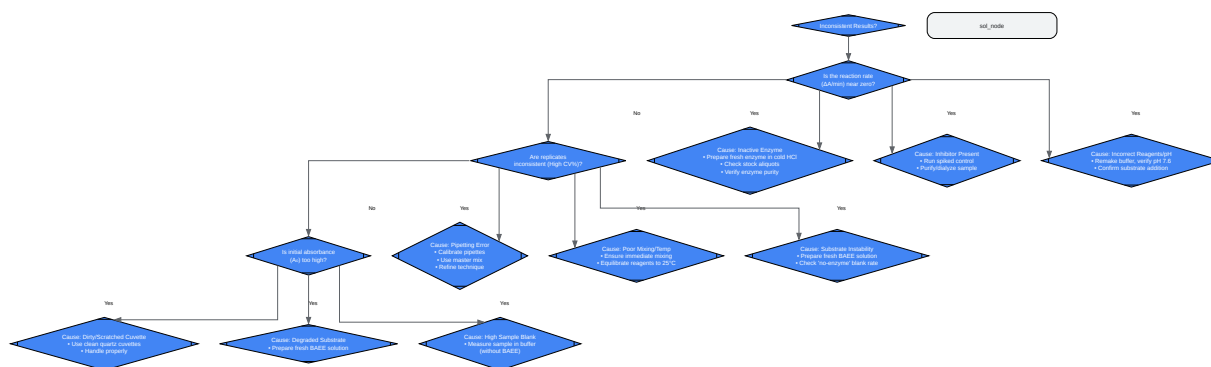 Inconsistent Results?
sol_node
Is the reaction rate
(ΔA/min) near zero?
No
Yes
Yes
Yes
Are replicates
inconsistent (High CV%)?
Cause: Inactive Enzyme
• Prepare fresh enzyme in cold HCl
• Check stock aliquots
• Verify enzyme purity
Cause: Inhibitor Present
• Run spiked control
• Purify/dialyze sample
Cause: Incorrect Reagents/pH
• Remake buffer, verify pH 7.6
• Confirm substrate addition
No
Yes
Yes
Yes
Is initial absorbance
(A₀) too high?
Cause: Pipetting Error
• Calibrate pipettes
• Use master mix
• Refine technique
Cause: Poor Mixing/Temp
• Ensure immediate mixing
• Equilibrate reagents to 25°C
Cause: Substrate Instability
• Prepare fresh BAEE solution
• Check 'no-enzyme' blank rate
Yes
Yes
Yes
Cause: Dirty/Scratched Cuvette
• Use clean quartz cuvettes
• Handle properly
Cause: Degraded Substrate
• Prepare fresh BAEE solution
Cause: High Sample Blank
• Measure sample in buffer
(without BAEE)